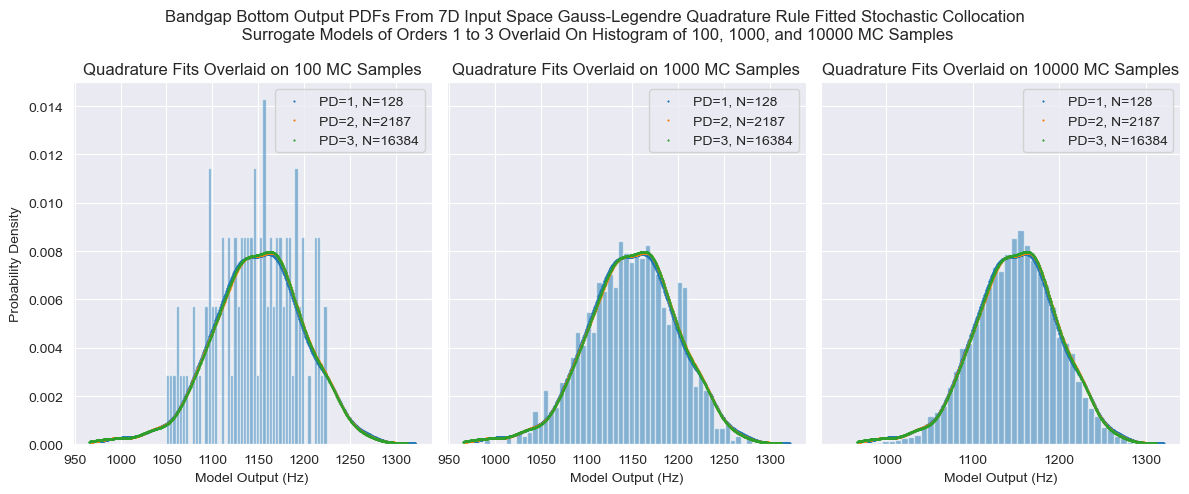 Bandgap Bottom Output PDFs From 7D Input Space Gauss-Legendre Quadrature Rule Fitted Stochastic Collocation
Surrogate Models of Orders 1 to 3 Overlaid On Histogram of 100, 1000, and 10000 MC Samples
Quadrature Fits Overlaid on 100 MC Samples
PD=1, N=128
PD=2, N=2187
PD=3, N=16384
0.014
0.012
0.010
0.008
0.006
0.004
0.002
0.000
Probability Density
950 1000 1050 1100 1150 1200 1250 1300
Model Output (Hz)
Quadrature Fits Overlaid on 1000 MC Samples
PD=1, N=128
PD=2, N=2187
PD=3, N=16384
950 1000 1050 1100 1150 1200 1250 1300
Model Output (Hz)
Quadrature Fits Overlaid on 10000 MC Samples
PD=1, N=128
PD=2, N=2187
PD=3, N=16384
1000 1100 1200 1300
Model Output (Hz)